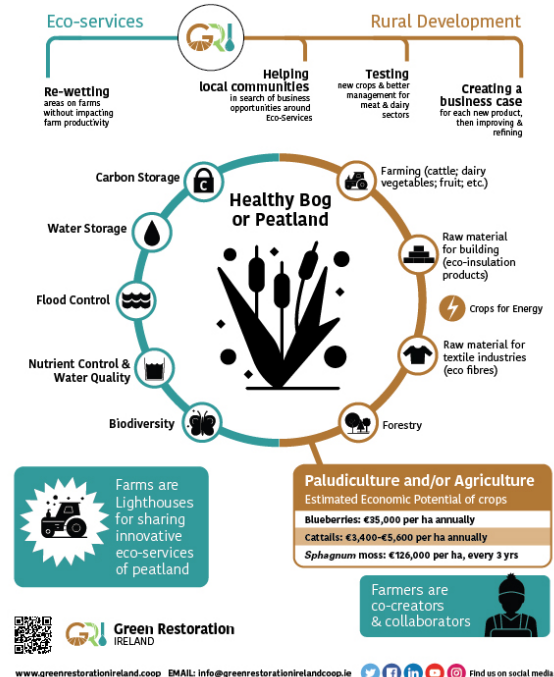 Eco-services
GRI
Rural Development
Re-wetting
areas on farms
without impacting
farm productivity
Helping
local communities
in search of business
opportunities around
Eco-Services
Testing
new crops & better
management for
meat & dairy
sectors
Creating a
business case
for each new product,
then improving &
refining
Healthy Bog
or Peatland
Carbon Storage
C
Water Storage
Flood Control
Nutrient Control &
Water Quality
Biodiversity
Farming (cattle; dairy
vegetables; fruit; etc.)
Raw material
for building
(eco-insulation
products)
Crops for Energy
Raw material for
textile industries
(eco fibres)
Forestry
Farms are
Lighthouses
for sharing
innovative
eco-services
of peatland
Paludiculture and/or Agriculture
Estimated Economic Potential of crops
Blueberries: €35,000 per ha annually
Cattails: €3,400-€5,600 per ha annually
Sphagnum moss: €126,000 per ha, every 3 yrs
Farmers are
co-creators
& collaborators
GRI
Green Restoration
IRELAND
www.greenrestorationireland.coop EMAIL: info@greenrestorationirelandcoop.ie
f
in
Find us on social media